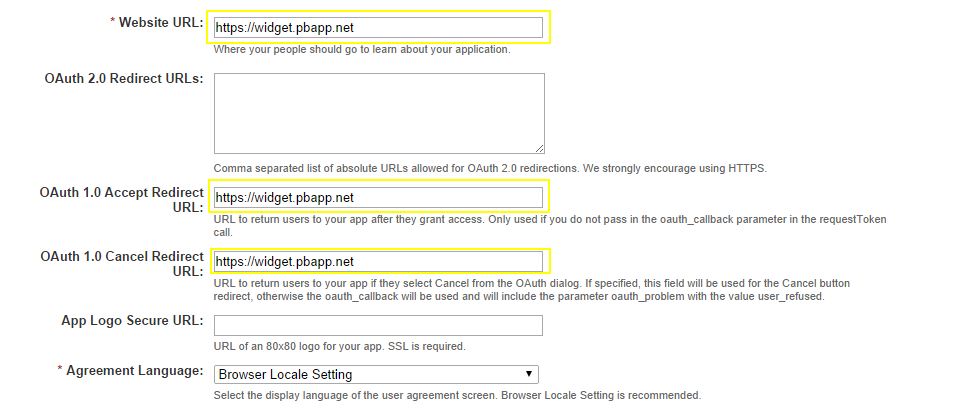 * Website URL:
https://widget.pbapp.net
Where your people should go to learn about your application.
OAuth 2.0 Redirect URLs:
Comma separated list of absolute URLs allowed for OAuth 2.0 redirections. We strongly encourage using HTTPS.
OAuth 1.0 Accept Redirect
URL:
https://widget.pbapp.net
URL to return users to your app after they grant access. Only used if you do not pass in the oauth_callback parameter in the requestToken
call.
OAuth 1.0 Cancel Redirect
URL:
https://widget.pbapp.net
URL to return users to your app if they select Cancel from the OAuth dialog. If specified, this field will be used for the Cancel button
redirect, otherwise the oauth_callback will be used and will include the parameter oauth_problem with the value user_refused.
App Logo Secure URL:
URL of an 80x80 logo for your app. SSL is required.
* Agreement Language:
Browser Locale Setting
Select the display language of the user agreement screen. Browser Locale Setting is recommended.